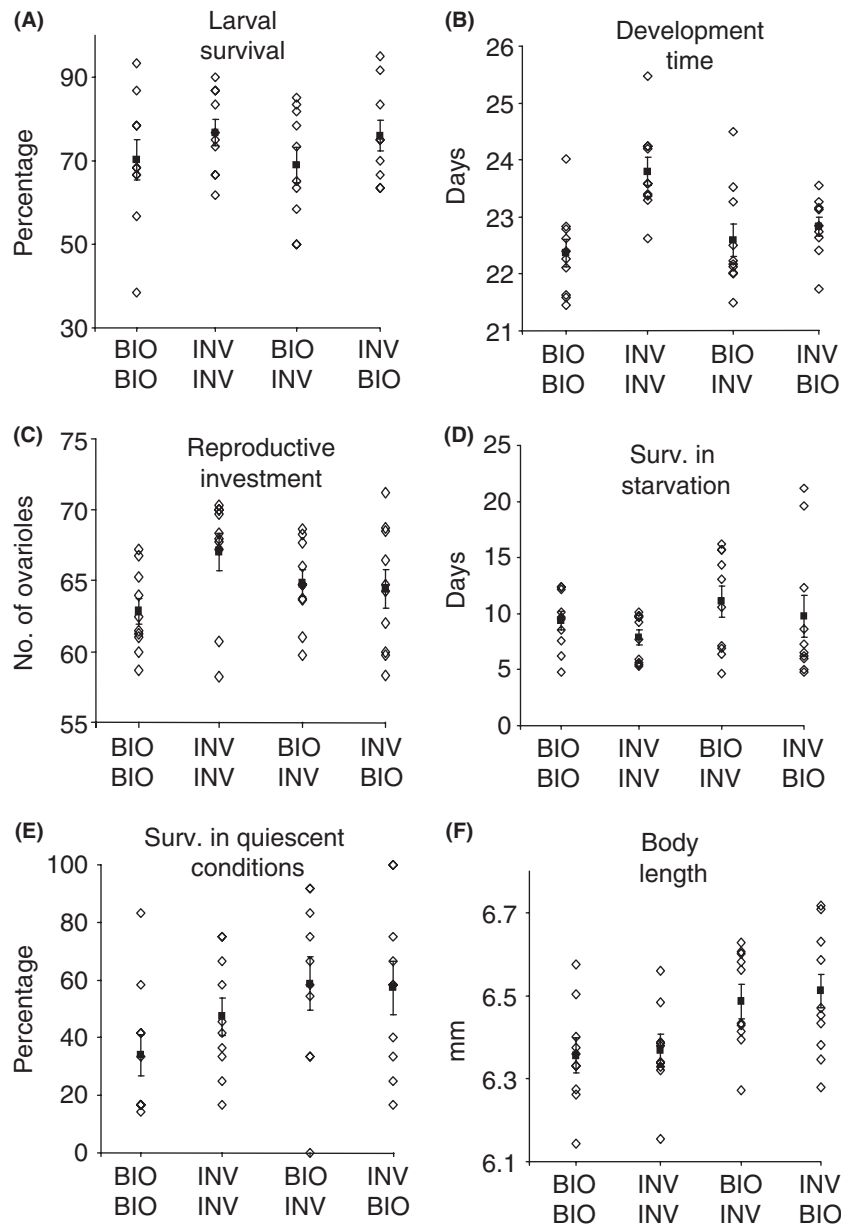 (A)
Larval
survival
Percentage
90
70
50
30
BIO INV BIO INV
BIO INV INV BIO
(B)
Development
time
Days
26
25
24
23
22
21
BIO INV BIO INV
BIO INV INV BIO
(C)
Reproductive
investment
No. of ovarioles
75
70
65
60
55
BIO INV BIO INV
BIO INV INV BIO
(D)
Surv. in
starvation
Days
25
20
15
10
5
0
BIO INV BIO INV
BIO INV INV BIO
(E)
Surv. in quiescent
conditions
Percentage
100
80
60
40
20
0
BIO INV BIO INV
BIO INV INV BIO
(F)
Body
length
mm
6.7
6.5
6.3
6.1
BIO INV BIO INV
BIO INV INV BIO